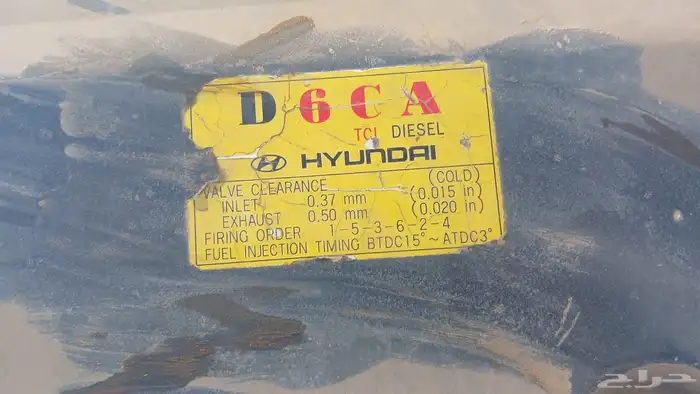 D6CA
TCI DIESEL
HYUNDAI
VALVE CLEARANCE (COLD)
INLET 0.37 mm (0.015 in)
EXHAUST 0.50 mm (0.020 in)
FIRING ORDER 1-5-3-6-2-4
FUEL INJECTION TIMING BTDC15°~ATDC3°
حراج